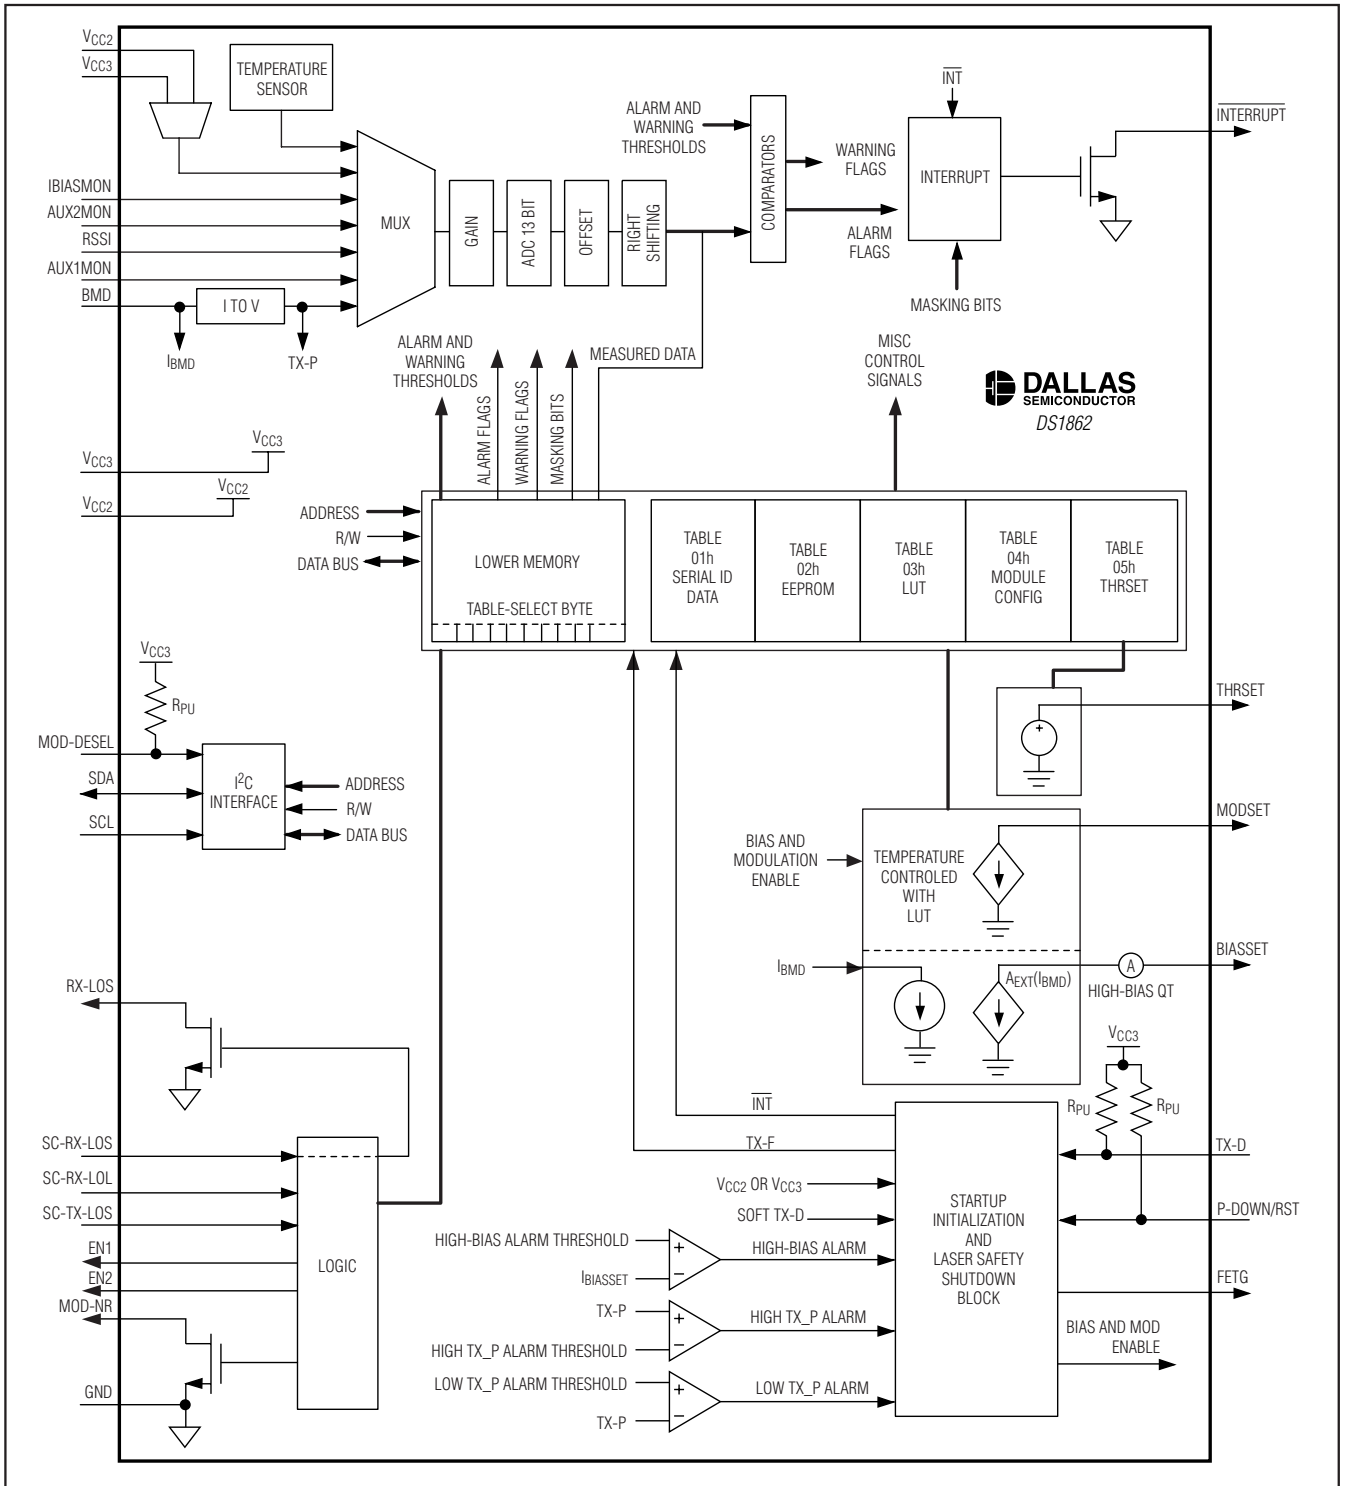 VCC2
VCC3
TEMPERATURE
SENSOR
IBIASMON
AUX2MON
RSSI
AUX1MON
BMD
I TO V
IBMD
TX-P
MUX
GAIN
ADC 13 BIT
OFFSET
RIGHT
SHIFTING
ALARM AND
WARNING
THRESHOLDS
COMPARATORS
WARNING
FLAGS
ALARM
FLAGS
INT
INTERRUPT
MASKING BITS
INTERRUPT
ALARM AND
WARNING
THRESHOLDS
ALARM FLAGS
WARNING FLAGS
MASKING BITS
MEASURED DATA
MISC
CONTROL
SIGNALS
DALLAS
SEMICONDUCTOR
DS1862
VCC3
VCC3
VCC2
VCC2
ADDRESS
R/W
DATA BUS
LOWER MEMORY
TABLE-SELECT BYTE
TABLE
01h
SERIAL ID
DATA
TABLE
02h
EEPROM
TABLE
03h
LUT
TABLE
04h
MODULE
CONFIG
TABLE
05h
THRSET
VCC3
RPU
MOD-DESEL
SDA
SCL
I2C
INTERFACE
ADDRESS
R/W
DATA BUS
+
THRSET
MODSET
BIAS AND
MODULATION
ENABLE
TEMPERATURE
CONTROLED
WITH
LUT
IBMD
AEXT(IBMD)
A
HIGH-BIAS QT
BIASSET
VCC3
RPU
RPU
RX-LOS
SC-RX-LOS
SC-RX-LOL
SC-TX-LOS
EN1
EN2
MOD-NR
GND
LOGIC
INT
TX-F
VCC2 OR VCC3
SOFT TX-D
HIGH-BIAS ALARM THRESHOLD
IBIASSET
+
−
HIGH-BIAS ALARM
TX-P
HIGH TX_P ALARM THRESHOLD
+
−
HIGH TX_P ALARM
LOW TX_P ALARM THRESHOLD
TX-P
+
−
LOW TX_P ALARM
STARTUP
INITIALIZATION
AND
LASER SAFETY
SHUTDOWN
BLOCK
TX-D
P-DOWN/RST
FETG
BIAS AND MOD
ENABLE